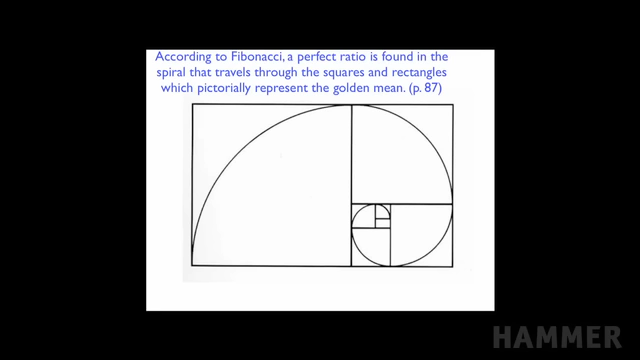 According to Fibonacci, a perfect ratio is found in the
spiral that travels through the squares and rectangles
which pictorially represent the golden mean. (p. 87)
HAMMER